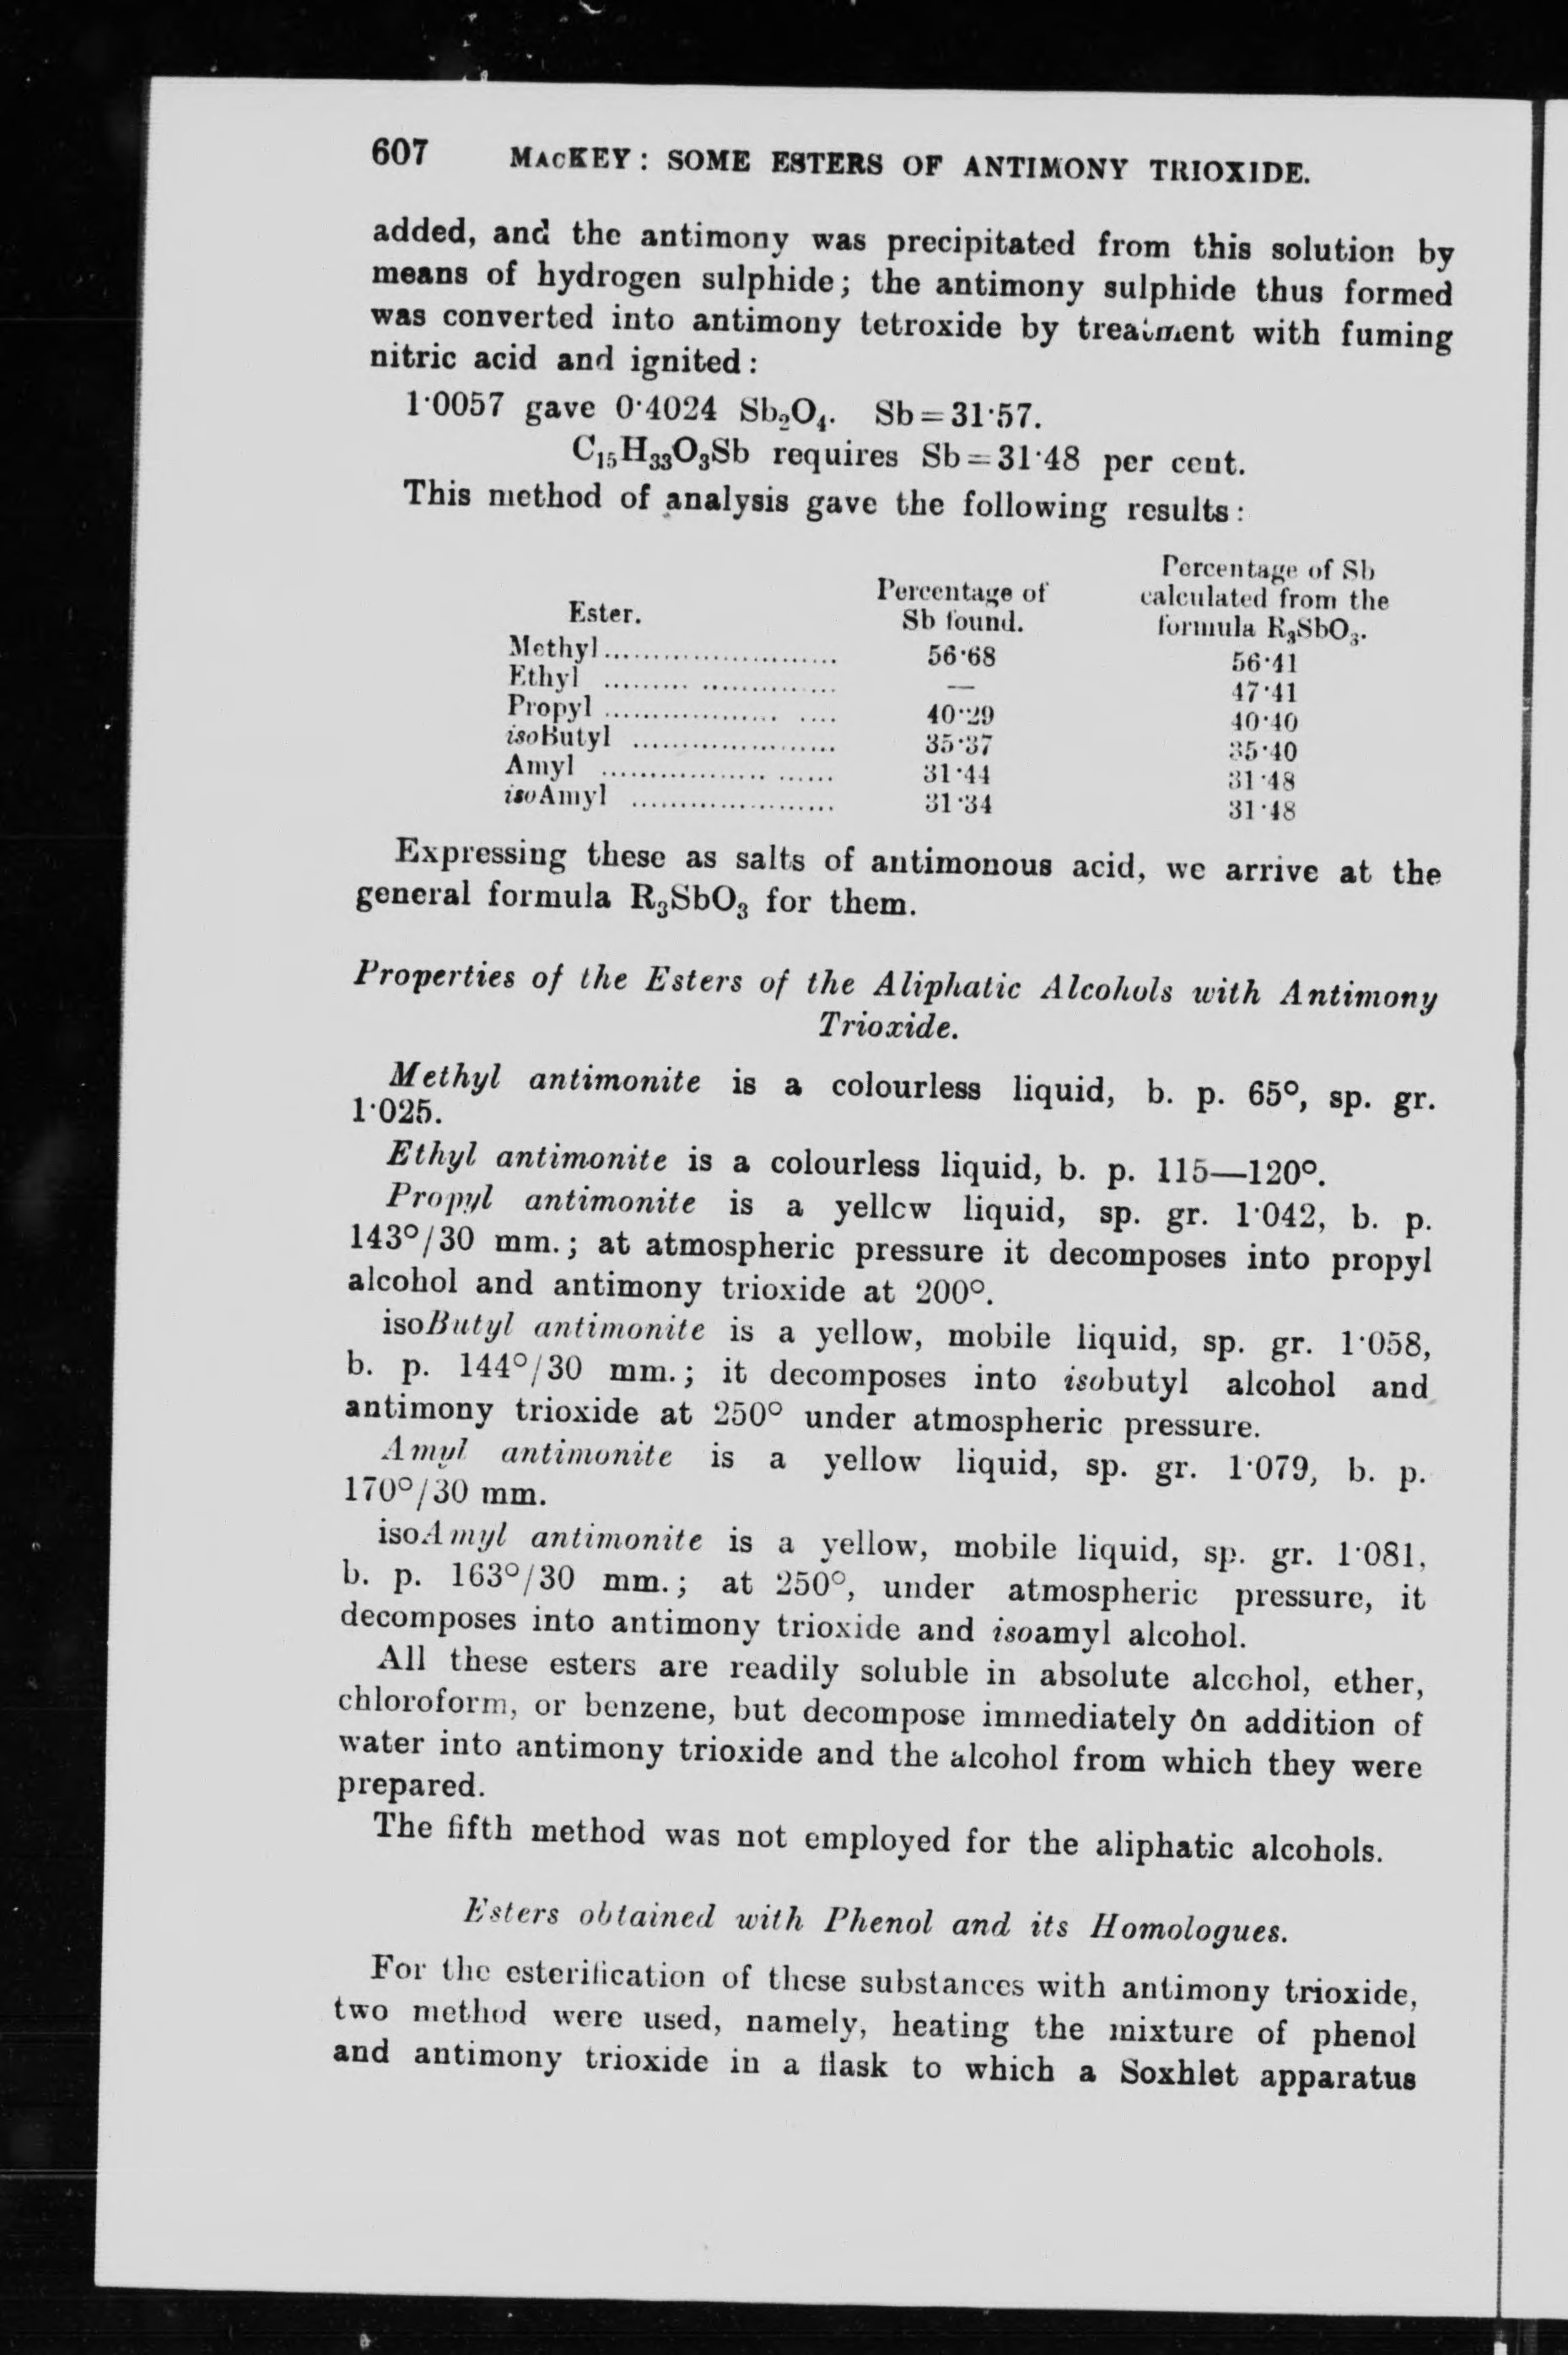 607 MACKEY: SOME ESTERS OF ANTIMONY TRIOXIDE.
added, and the antimony was precipitated from this solution by
means of hydrogen sulphide; the antimony sulphide thus formed
was converted into antimony tetroxide by treatment with fuming
nitric acid and ignited:
1·0057 gave 0·4024 Sb₂O₄. Sb=31·57.
C₁₅H₃₃O₃Sb requires Sb=31·48 per cent.
This method of analysis gave the following results:
Ester. Percentage of Sb found. Percentage of Sb calculated from the formula R₃SbO₃.
Methyl........................ 56·68 56·41
Ethyl ........................ — 47·41
Propyl ........................ 40·29 40·40
isoButyl ..................... 35·37 35·40
Amyl ........................ 31·44 31·48
isoAmyl ..................... 31·34 31·48
Expressing these as salts of antimonous acid, we arrive at the
general formula R₃SbO₃ for them.
Properties of the Esters of the Aliphatic Alcohols with Antimony
Trioxide.
Methyl antimonite is a colourless liquid, b. p. 65°, sp. gr.
1·025.
Ethyl antimonite is a colourless liquid, b. p. 115—120°.
Propyl antimonite is a yellow liquid, sp. gr. 1·042, b. p.
143°/30 mm.; at atmospheric pressure it decomposes into propyl
alcohol and antimony trioxide at 200°.
isoButyl antimonite is a yellow, mobile liquid, sp. gr. 1·058,
b. p. 144°/30 mm.; it decomposes into isobutyl alcohol and
antimony trioxide at 250° under atmospheric pressure.
Amyl antimonite is a yellow liquid, sp. gr. 1·079, b. p.
170°/30 mm.
isoAmyl antimonite is a yellow, mobile liquid, sp. gr. 1·081,
b. p. 163°/30 mm.; at 250°, under atmospheric pressure, it
decomposes into antimony trioxide and isoamyl alcohol.
All these esters are readily soluble in absolute alcohol, ether,
chloroform, or benzene, but decompose immediately on addition of
water into antimony trioxide and the alcohol from which they were
prepared.
The fifth method was not employed for the aliphatic alcohols.
Esters obtained with Phenol and its Homologues.
For the esterification of these substances with antimony trioxide,
two method were used, namely, heating the mixture of phenol
and antimony trioxide in a flask to which a Soxhlet apparatus